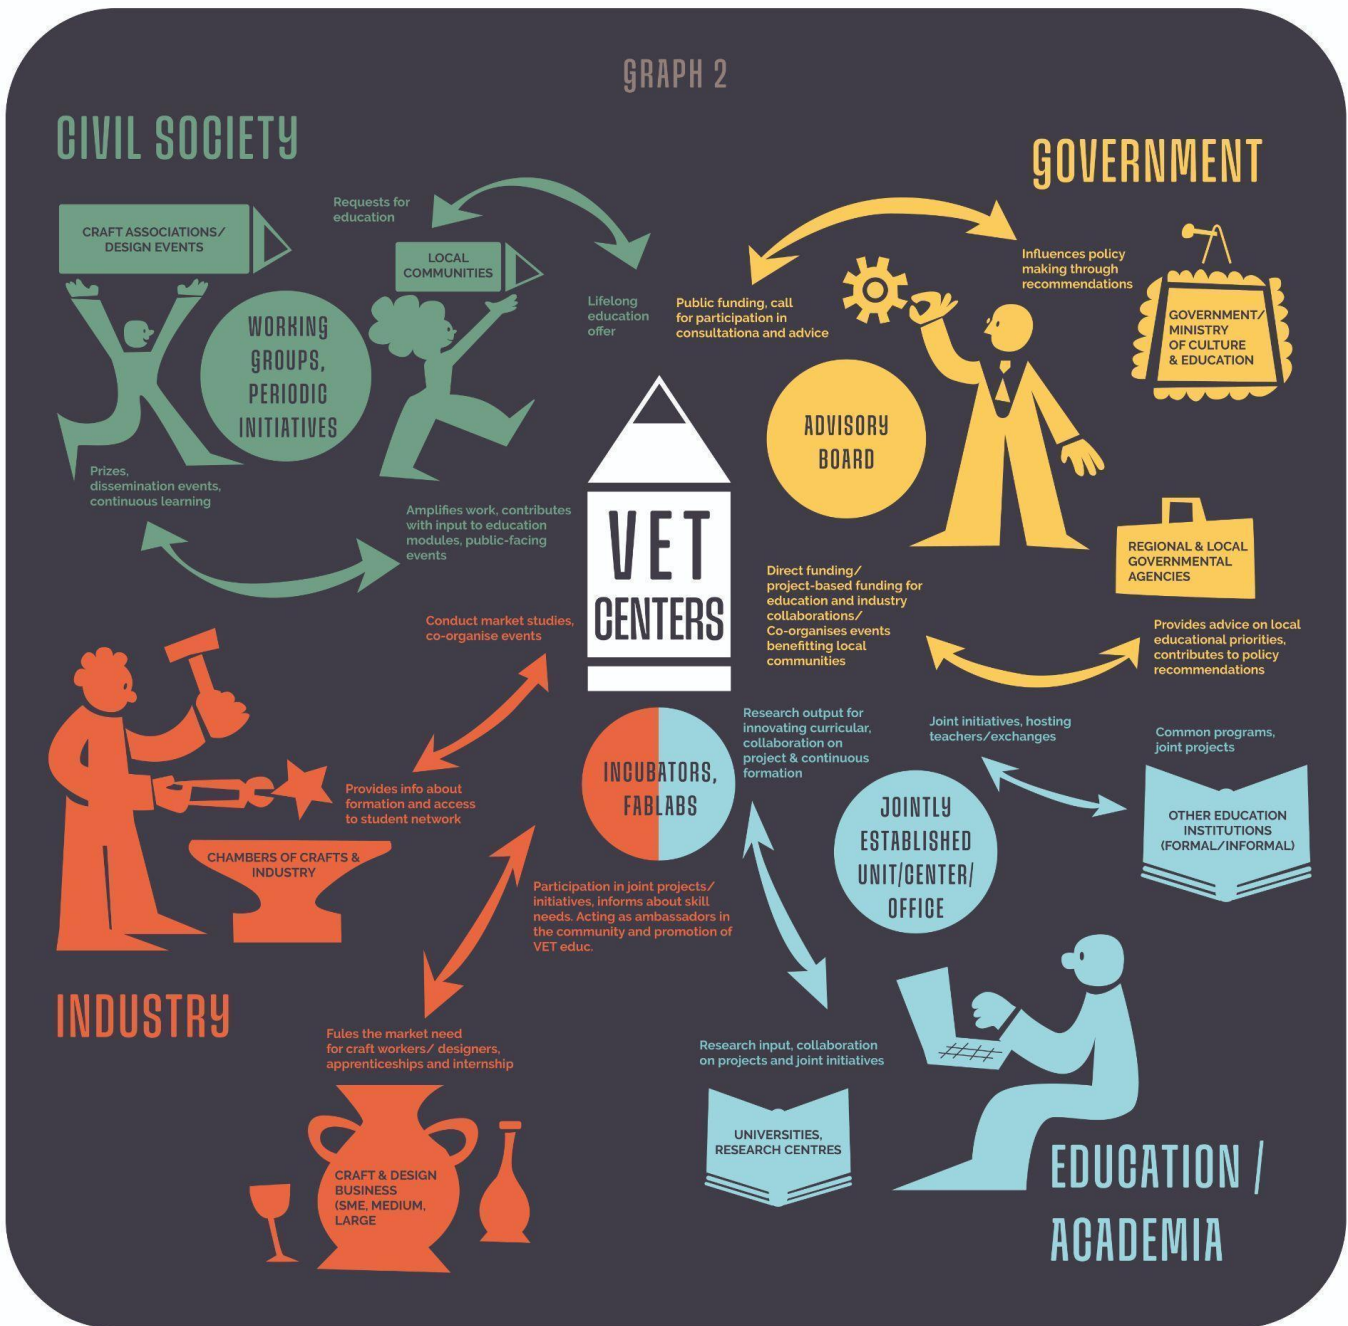 GRAPH 2
CIVIL SOCIETY
CRAFT ASSOCIATIONS/
DESIGN EVENTS
Requests for
education
LOCAL
COMMUNITIES
Lifelong
education
offer
WORKING
GROUPS,
PERIODIC
INITIATIVES
Prizes,
dissemination events,
continuous learning
Amplifies work, contributes
with input to education
modules, public-facing
events
GOVERNMENT
Public funding, call
for participation in
consultationa and advice
Influences policy
making through
recommendations
GOVERNMENT/
MINISTRY
OF CULTURE
& EDUCATION
ADVISORY
BOARD
REGIONAL & LOCAL
GOVERNMENTAL
AGENCIES
Direct funding/
project-based funding for
education and industry
collaborations/
Co-organises events
benefitting local
communities
Provides advice on local
educational priorities,
contributes to policy
recommendations
VET
CENTERS
Conduct market studies,
co-organise events
Provides info about
formation and access
to student network
CHAMBERS OF CRAFTS &
INDUSTRY
INCUBATORS,
FABLABS
Participation in joint projects/
initiatives, informs about skill
needs. Acting as ambassadors in
the community and promotion of
VET educ.
INDUSTRY
Fules the market need
for craft workers/ designers,
apprenticeships and internship
CRAFT & DESIGN
BUSINESS
(SME, MEDIUM,
LARGE
Research output for
innovating curricular,
collaboration on
project & continuous
formation
Joint initiatives, hosting
teachers/exchanges
Common programs,
joint projects
OTHER EDUCATION
INSTITUTIONS
(FORMAL/INFORMAL)
JOINTLY
ESTABLISHED
UNIT/CENTER/
OFFICE
Research input, collaboration
on projects and joint initiatives
UNIVERSITIES,
RESEARCH CENTRES
EDUCATION /
ACADEMIA